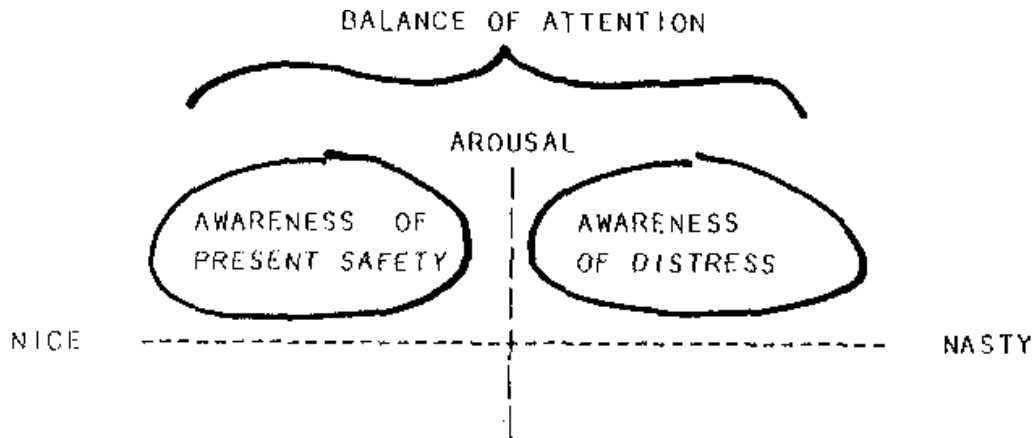 BALANCE OF ATTENTION
AROUSAL
AWARENESS OF
PRESENT SAFETY
AWARENESS
OF DISTRESS
NICE
NASTY